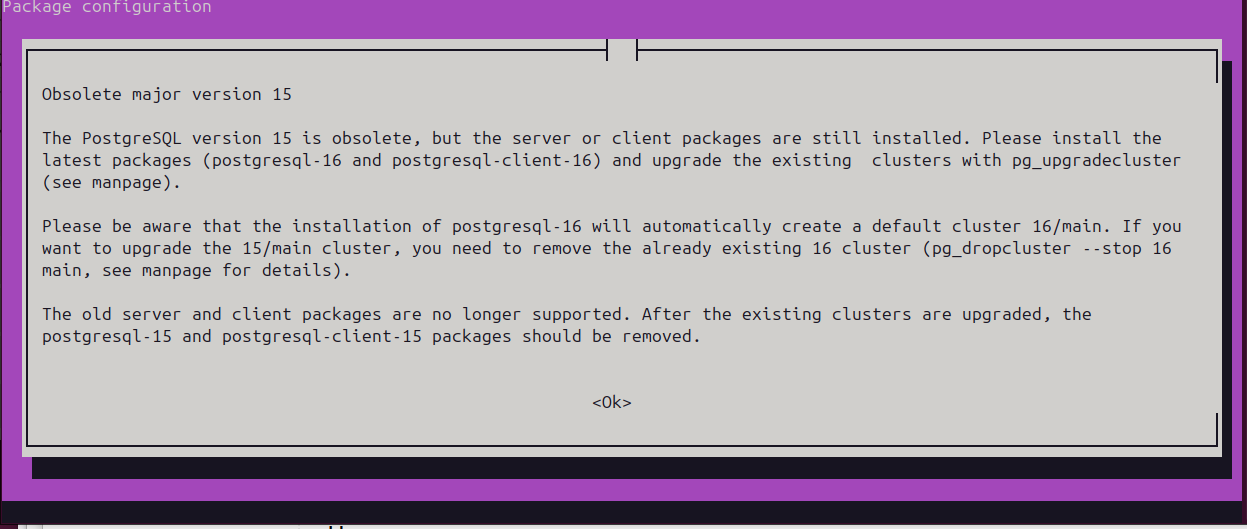 Package configuration
Obsolete major version 15
The PostgreSQL version 15 is obsolete, but the server or client packages are still installed. Please install the
latest packages (postgresql-16 and postgresql-client-16) and upgrade the existing  clusters with pg_upgradecluster
(see manpage).
Please be aware that the installation of postgresql-16 will automatically create a default cluster 16/main. If you
want to upgrade the 15/main cluster, you need to remove the already existing 16 cluster (pg_dropcluster --stop 16
main, see manpage for details).
The old server and client packages are no longer supported. After the existing clusters are upgraded, the
postgresql-15 and postgresql-client-15 packages should be removed.
<Ok>